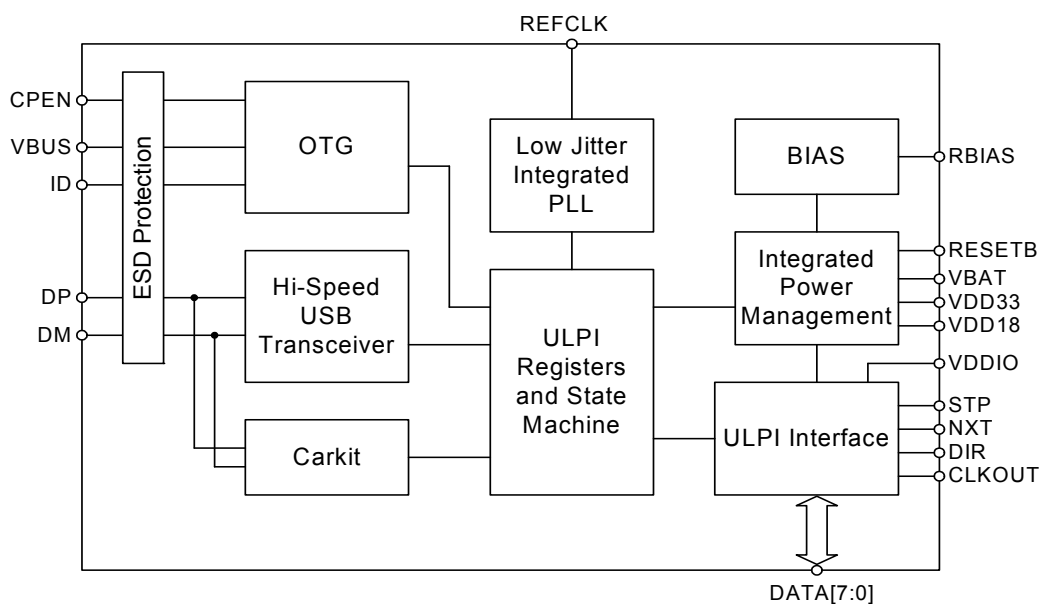 REFCLK
CPEN
VBUS
ID
DP
DM
ESD Protection
OTG
Hi-Speed
USB
Transceiver
Carkit
Low Jitter
Integrated
PLL
ULPI
Registers
and State
Machine
BIAS
Integrated
Power
Management
ULPI Interface
RBIAS
RESETB
VBAT
VDD33
VDD18
VDDIO
STP
NXT
DIR
CLKOUT
DATA[7:0]